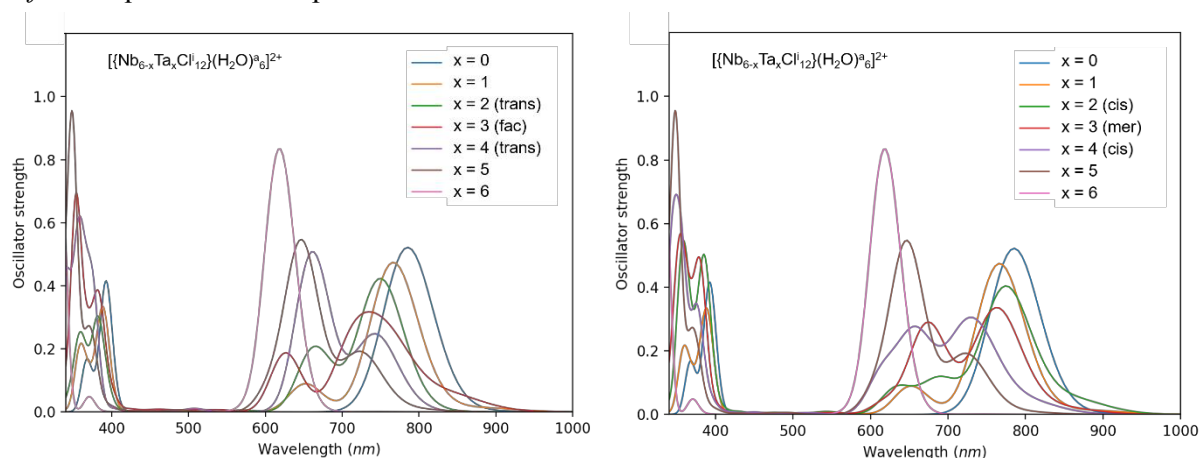 [{Nb6-xTaxClⁱ12}(H2O)ᵃ6]²⁺
x = 0
x = 1
x = 2 (trans)
x = 3 (fac)
x = 4 (trans)
x = 5
x = 6
Oscillator strength
0.0
0.2
0.4
0.6
0.8
1.0
400 500 600 700 800 900 1000
Wavelength (nm)
[{Nb6-xTaxClⁱ12}(H2O)ᵃ6]²⁺
x = 0
x = 1
x = 2 (cis)
x = 3 (mer)
x = 4 (cis)
x = 5
x = 6
Oscillator strength
0.0
0.2
0.4
0.6
0.8
1.0
400 500 600 700 800 900 1000
Wavelength (nm)